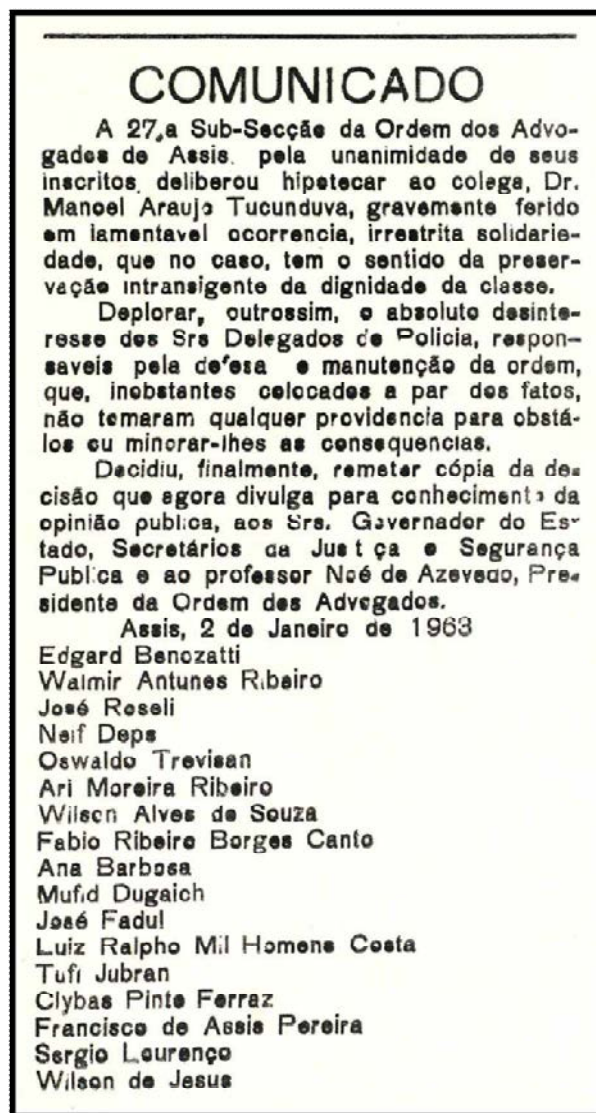 COMUNICADO
A 27.a Sub-Secção da Ordem dos Advo-
gados de Assis, pela unanimidade de seus
inscritos, deliberou hipotecar ao colega, Dr.
Manoel Araujo Tucunduva, gravemente ferido
em lamentavel ocorrencia, irrestrita solidarie-
dade, que no caso, tem o sentido da preser-
vação intransigente da dignidade da classe.
Deplorar, outrossim, o absoluto desinte-
resse dos Srs Delegados de Policia, respon-
saveis pela defesa e manutenção da ordem,
que, inobstantes colocados a par dos fatos,
não tomaram qualquer providencia para obstá-
los ou minorar-lhes as consequencias.
Decidiu, finalmente, remeter cópia da de-
cisão que agora divulga para conhecimento da
opinião publica, aos Srs. Governador do Es-
tado, Secretários da Justiça e Segurança
Publica e ao professor Noé de Azevedo, Pre-
sidente da Ordem dos Advogados.
Assis, 2 de Janeiro de 1963
Edgard Benozatti
Walmir Antunes Ribeiro
José Roseli
Neif Deps
Oswaldo Trevisan
Ari Moreira Ribeiro
Wilson Alves de Souza
Fabio Ribeiro Borges Canto
Ana Barbosa
Mufid Dugaich
José Fadul
Luiz Ralpho Mil Homens Costa
Tufi Jubran
Clybas Pinto Ferraz
Francisco de Assis Pereira
Sergio Lourenço
Wilson de Jesus